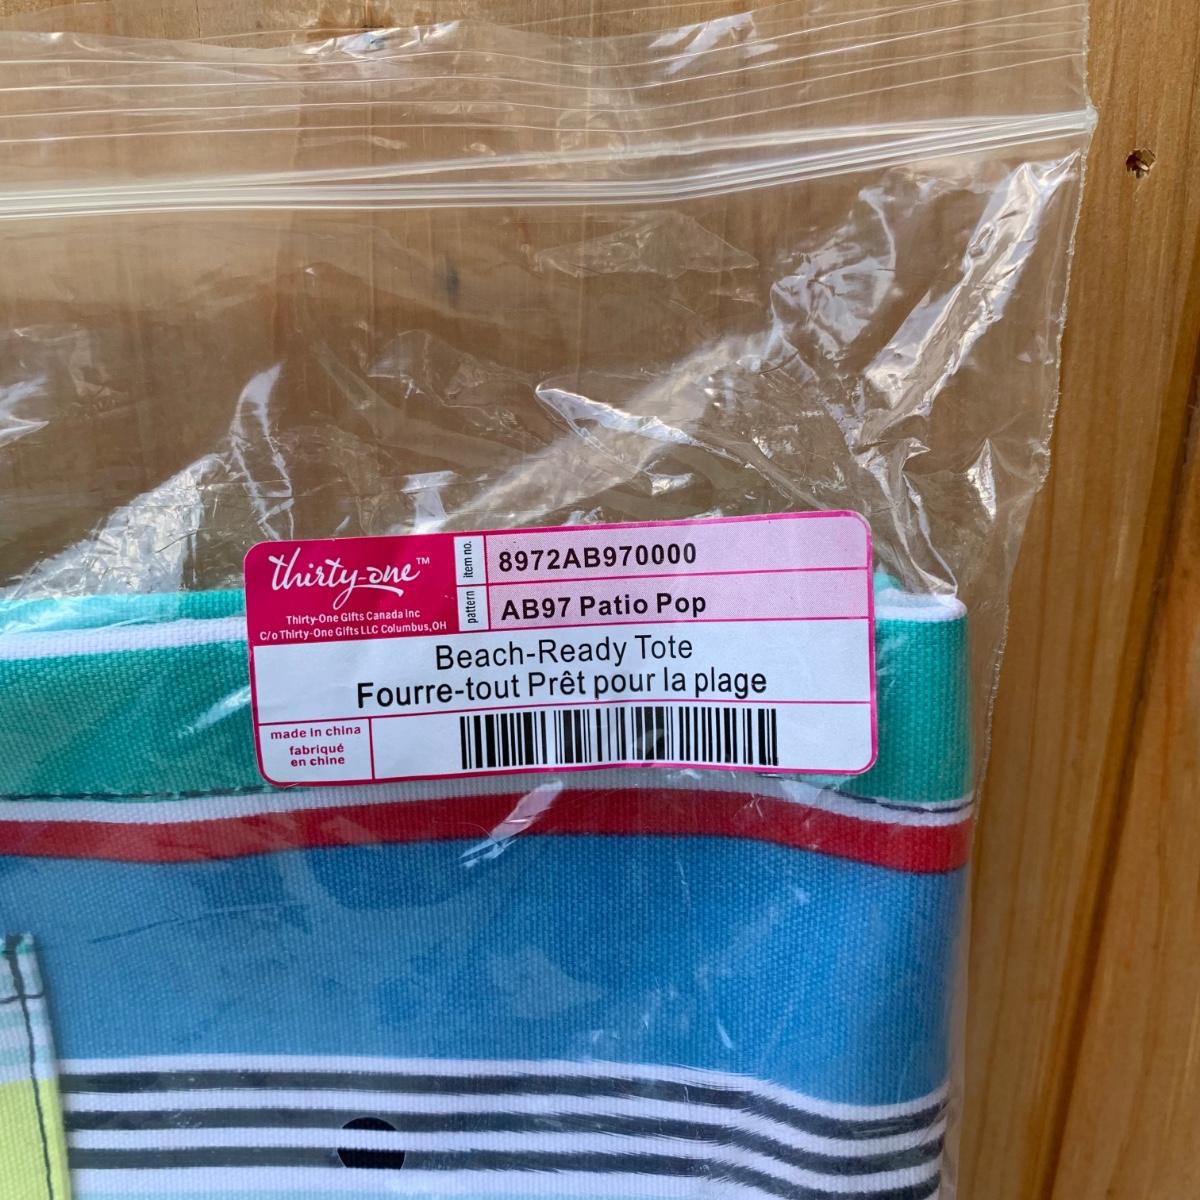 thirty-one™
Thirty-One Gifts Canada Inc
C/o Thirty-One Gifts LLC Columbus,OH
item no.
8972AB970000
pattern
AB97 Patio Pop
Beach-Ready Tote
Fourre-tout Prêt pour la plage
made in china
fabriqué
en chine